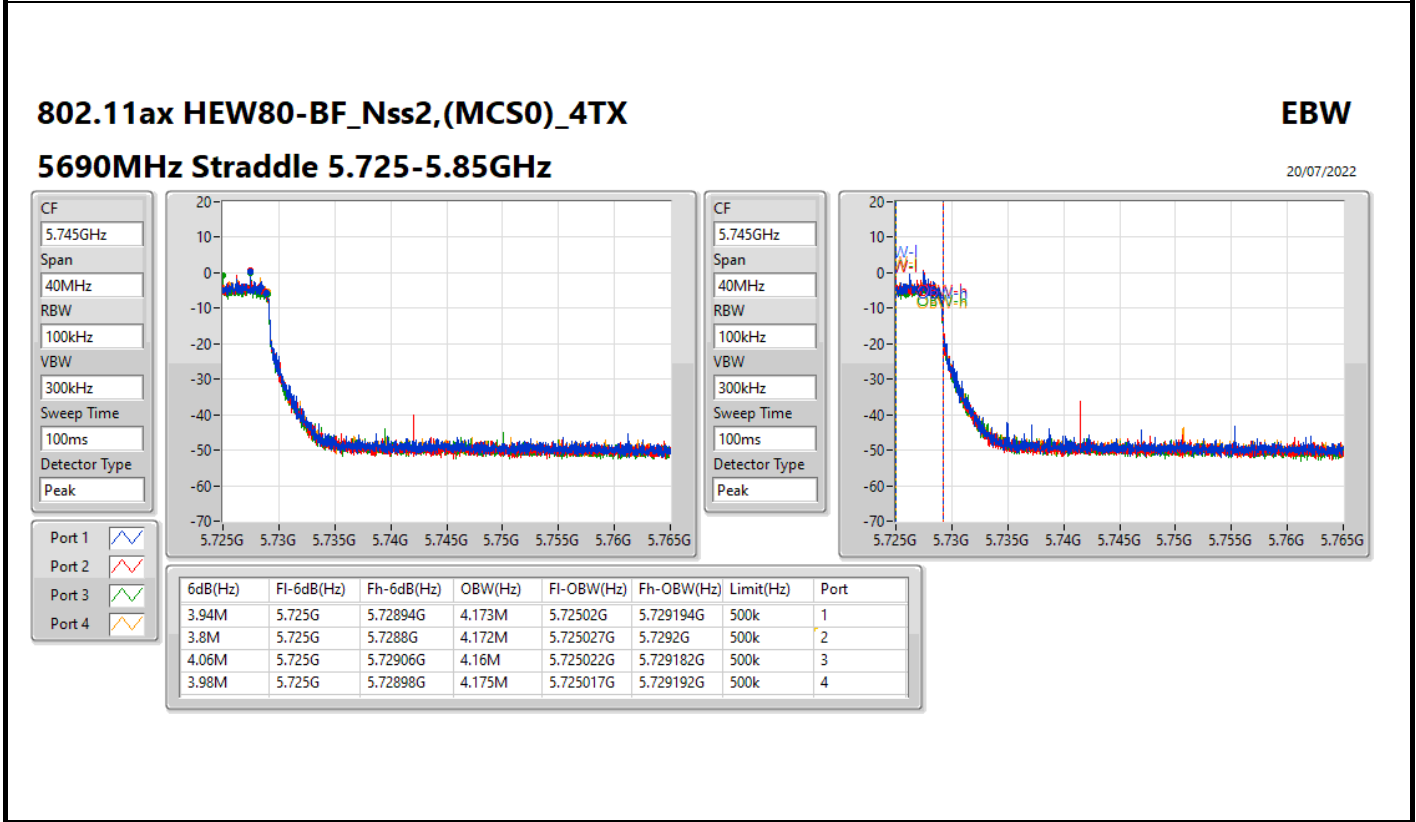 802.11ax HEW80-BF_Nss2,(MCS0)_4TX
EBW
5690MHz Straddle 5.725-5.85GHz
20/07/2022
CF
5.745GHz
Span
40MHz
RBW
100kHz
VBW
300kHz
Sweep Time
100ms
Detector Type
Peak
20
10
0
-10
-20
-30
-40
-50
-60
-70
5.725G 5.73G 5.735G 5.74G 5.745G 5.75G 5.755G 5.76G 5.765G
CF
5.745GHz
Span
40MHz
RBW
100kHz
VBW
300kHz
Sweep Time
100ms
Detector Type
Peak
20
10
0
-10
-20
-30
-40
-50
-60
-70
W-l
W-l
OBW-h
OBW-h
5.725G 5.73G 5.735G 5.74G 5.745G 5.75G 5.755G 5.76G 5.765G
Port 1
Port 2
Port 3
Port 4
6dB(Hz) Fl-6dB(Hz) Fh-6dB(Hz) OBW(Hz) Fl-OBW(Hz) Fh-OBW(Hz) Limit(Hz) Port
3.94M 5.725G 5.72894G 4.173M 5.72502G 5.729194G 500k 1
3.8M 5.725G 5.7288G 4.172M 5.725027G 5.7292G 500k 2
4.06M 5.725G 5.72906G 4.16M 5.725022G 5.729182G 500k 3
3.98M 5.725G 5.72898G 4.175M 5.725017G 5.729192G 500k 4